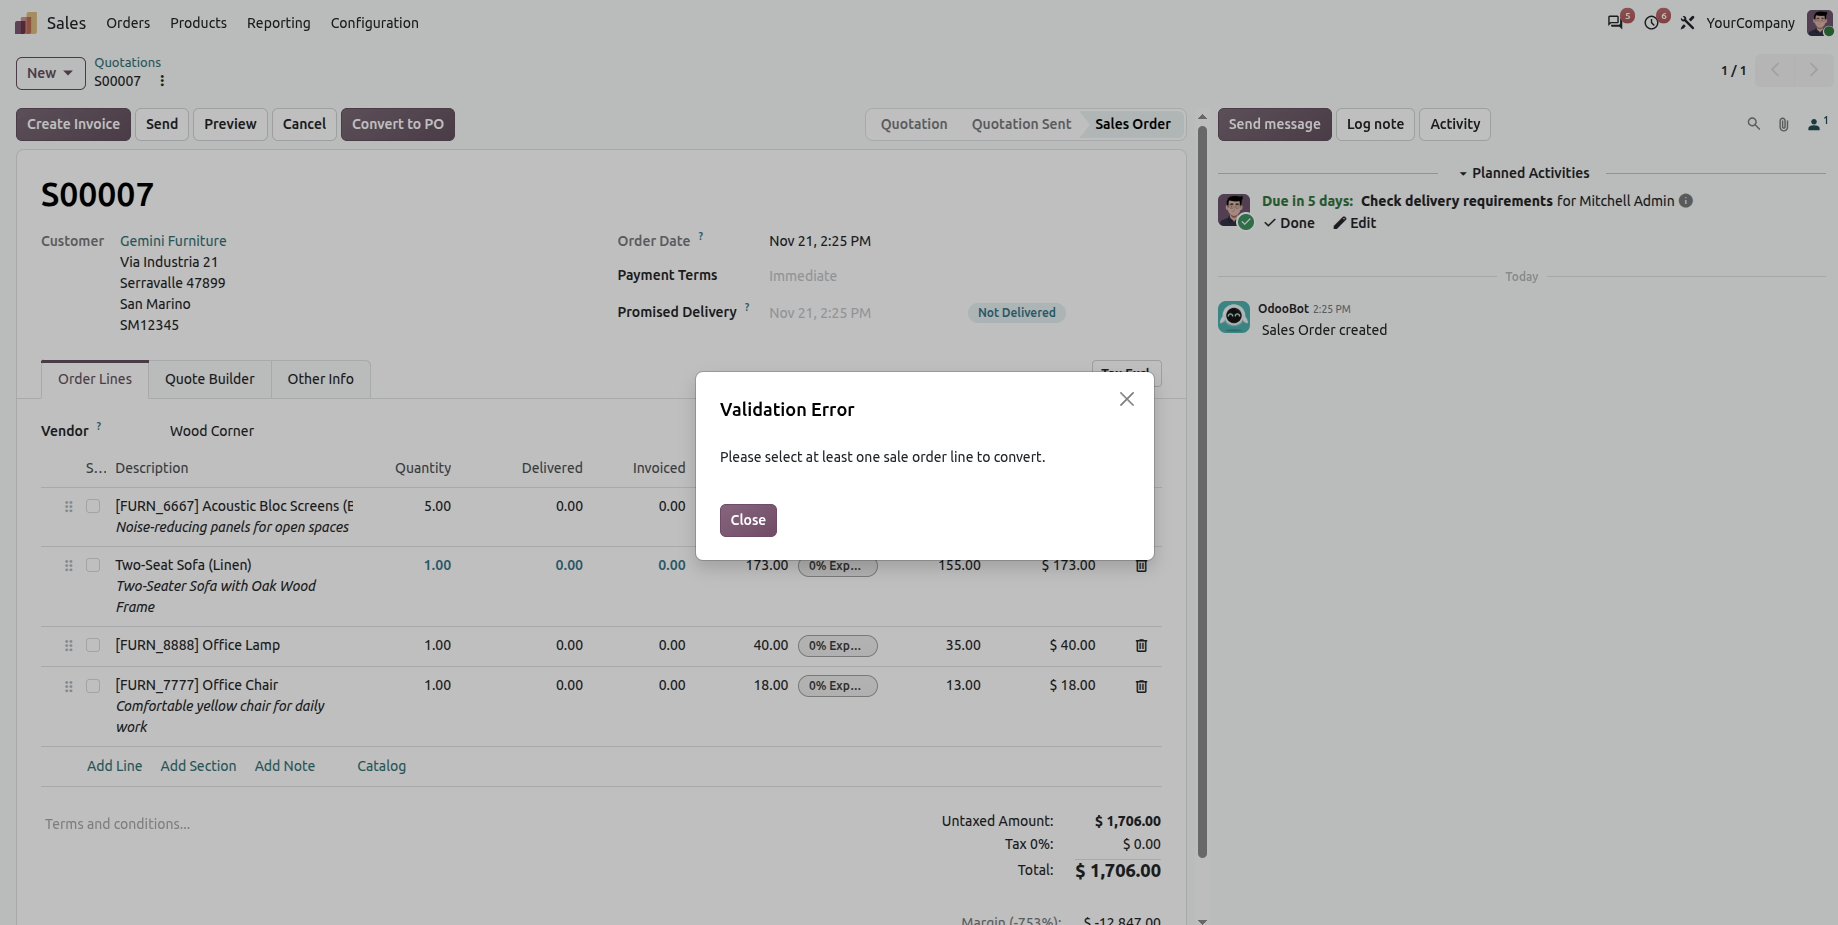 Sales Orders Products Reporting Configuration
5 6 YourCompany
New
Quotations
S00007
1 / 1
Create Invoice Send Preview Cancel Convert to PO
Quotation Quotation Sent Sales Order
Send message Log note Activity
1
S00007
Customer
Gemini Furniture
Via Industria 21
Serravalle 47899
San Marino
SM12345
Order Date ? Nov 21, 2:25 PM
Payment Terms Immediate
Promised Delivery ? Nov 21, 2:25 PM Not Delivered
Order Lines Quote Builder Other Info
Vendor ? Wood Corner
S... Description Quantity Delivered Invoiced
[FURN_6667] Acoustic Bloc Screens ( 5.00 0.00 0.00
Noise-reducing panels for open spaces
Two-Seat Sofa (Linen) 1.00 0.00 0.00 173.00 0% Exp... 155.00 $ 173.00
Two-Seater Sofa with Oak Wood
Frame
[FURN_8888] Office Lamp 1.00 0.00 0.00 40.00 0% Exp... 35.00 $ 40.00
[FURN_7777] Office Chair 1.00 0.00 0.00 18.00 0% Exp... 13.00 $ 18.00
Comfortable yellow chair for daily
work
Add Line Add Section Add Note Catalog
Terms and conditions...
Untaxed Amount: $ 1,706.00
Tax 0%: $ 0.00
Total: $ 1,706.00
Margin (-753%): $ -12,847.00
Validation Error
Please select at least one sale order line to convert.
Close
Planned Activities
Due in 5 days: Check delivery requirements for Mitchell Admin
Done Edit
Today
OdooBot 2:25 PM
Sales Order created